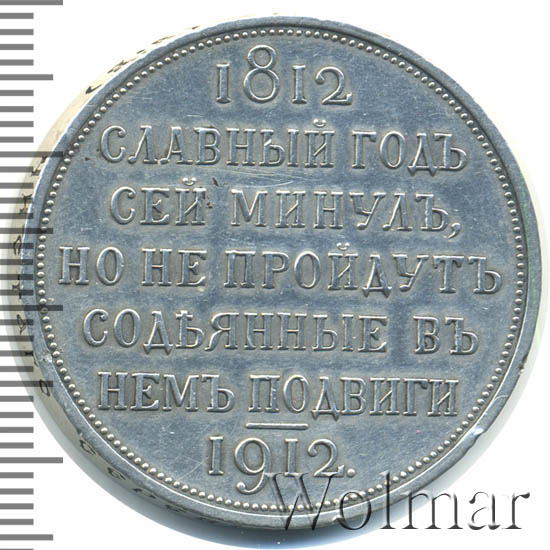 1812
СЛАВНЫЙ ГОДЪ
СЕЙ МИНУЛЪ,
НО НЕ ПРОЙДУТЪ
СОДѢЯННЫЕ ВЪ
НЕМЪ ПОДВИГИ
1912.
Wolmar